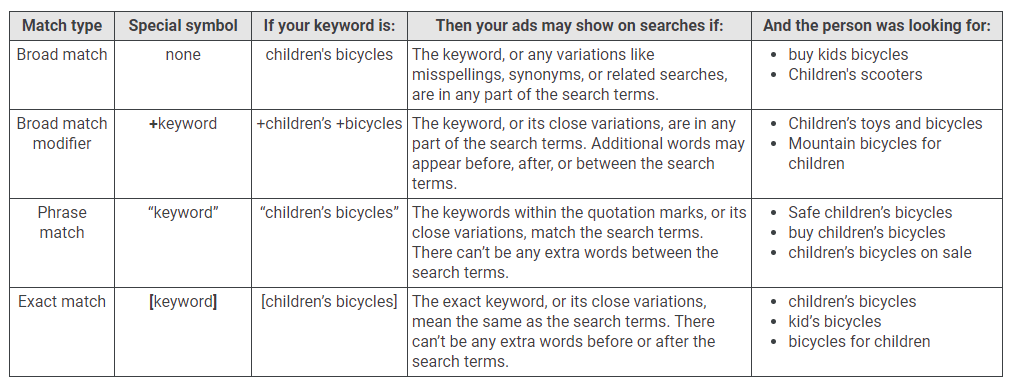 Match type Special symbol If your keyword is: Then your ads may show on searches if: And the person was looking for:
Broad match none children's bicycles The keyword, or any variations like
misspellings, synonyms, or related searches,
are in any part of the search terms.
• buy kids bicycles
• Children's scooters
Broad match
modifier
+keyword +children’s +bicycles The keyword, or its close variations, are in any
part of the search terms. Additional words may
appear before, after, or between the search
terms.
• Children’s toys and bicycles
• Mountain bicycles for
children
Phrase
match
“keyword” “children’s bicycles” The keywords within the quotation marks, or its
close variations, match the search terms.
There can’t be any extra words between the
search terms.
• Safe children’s bicycles
• buy children’s bicycles
• children’s bicycles on sale
Exact match [keyword] [children’s bicycles] The exact keyword, or its close variations,
mean the same as the search terms. There
can’t be any extra words before or after the
search terms.
• children’s bicycles
• kid’s bicycles
• bicycles for children